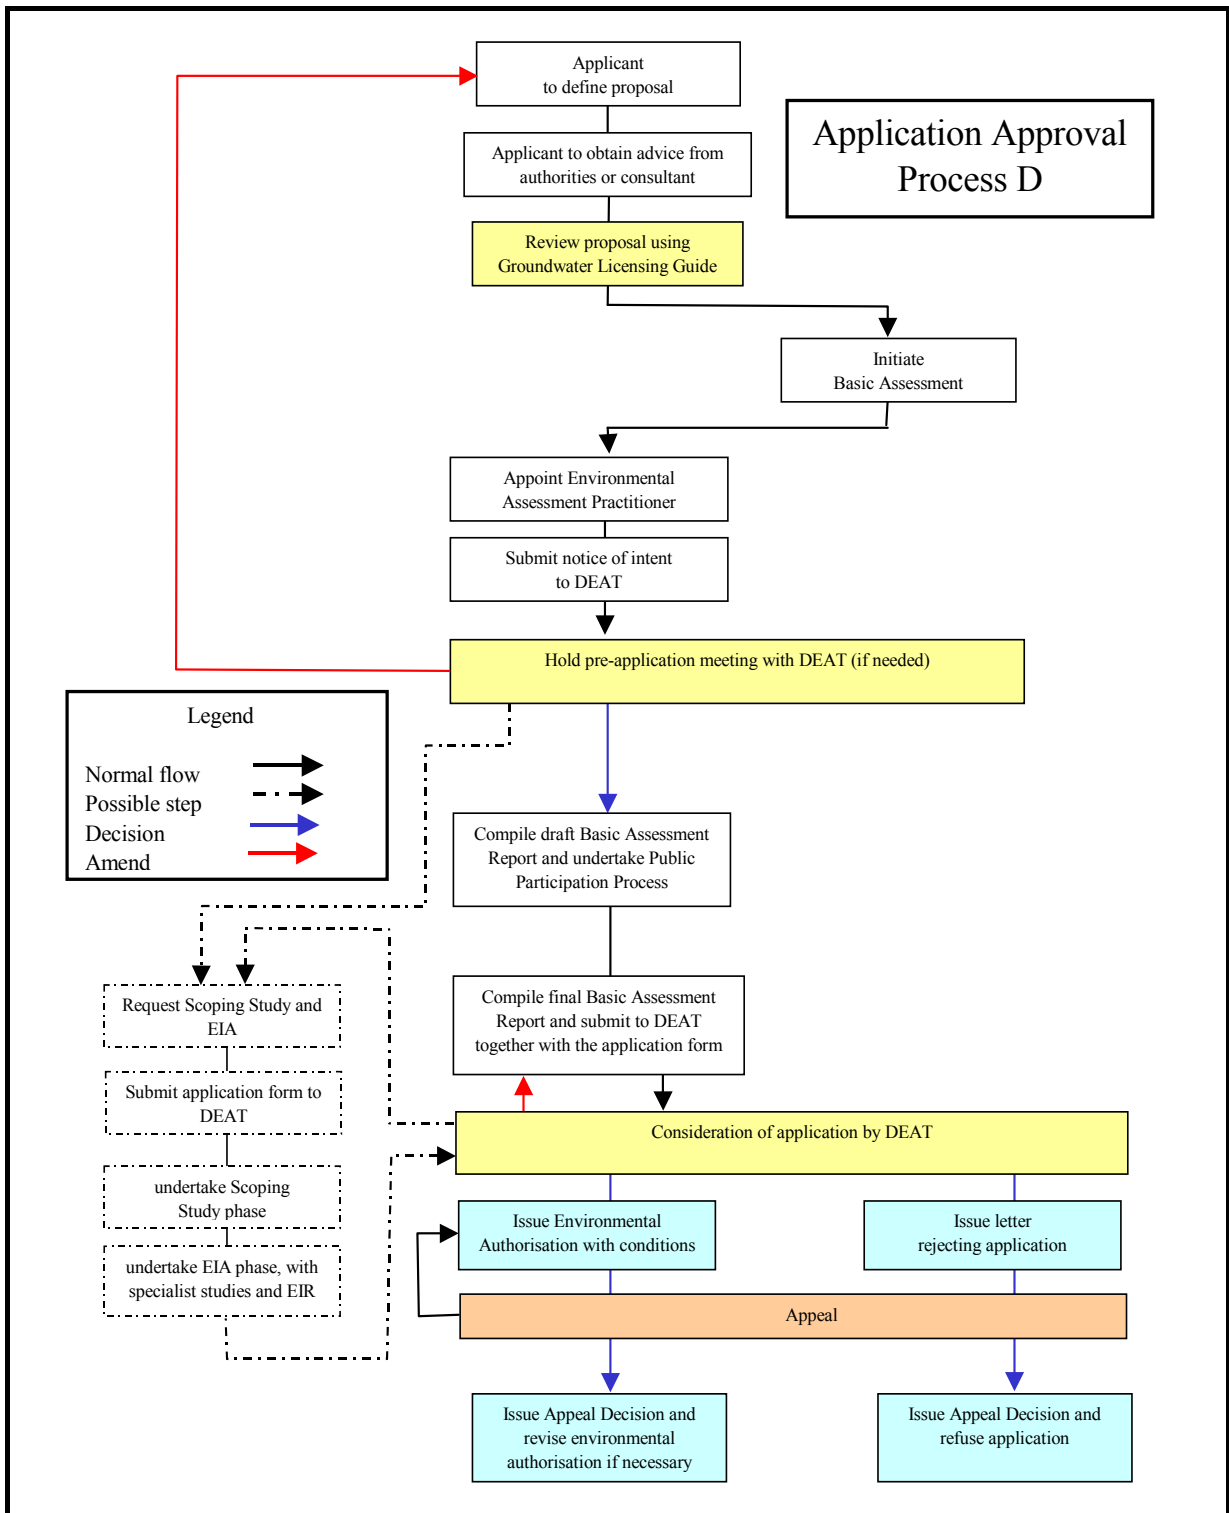 Applicant
to define proposal
Application Approval
Process D
Applicant to obtain advice from
authorities or consultant
Review proposal using
Groundwater Licensing Guide
Initiate
Basic Assessment
Appoint Environmental
Assessment Practitioner
Submit notice of intent
to DEAT
Hold pre-application meeting with DEAT (if needed)
Legend
Normal flow
Possible step
Decision
Amend
Compile draft Basic Assessment
Report and undertake Public
Participation Process
Compile final Basic Assessment
Report and submit to DEAT
together with the application form
Request Scoping Study and
EIA
Submit application form to
DEAT
undertake Scoping
Study phase
undertake EIA phase, with
specialist studies and EIR
Consideration of application by DEAT
Issue Environmental
Authorisation with conditions
Issue letter
rejecting application
Appeal
Issue Appeal Decision and
revise environmental
authorisation if necessary
Issue Appeal Decision and
refuse application